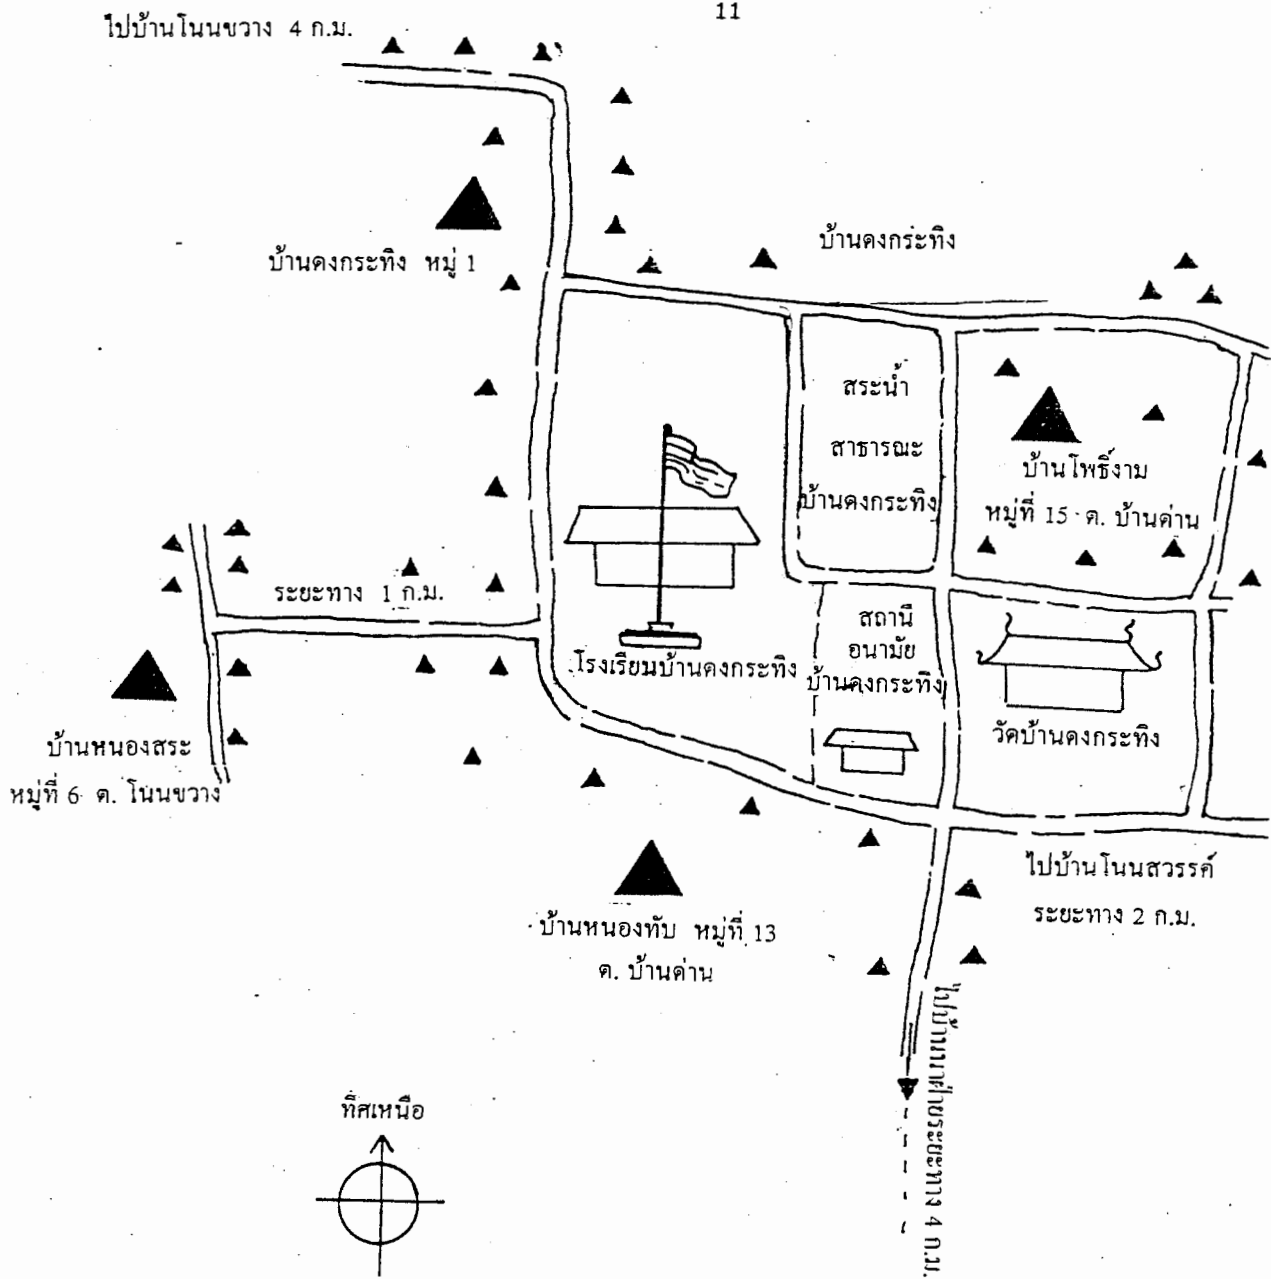 11
ไปบ้านโนนขวาง 4 ก.ม.
บ้านดงกระทิง
บ้านดงกระทิง หมู่ 1
สระน้ำ
สาธารณะ
บ้านดงกระทิง
บ้านโพธิ์งาม
หมู่ที่ 15 ต. บ้านด่าน
ระยะทาง 1 ก.ม.
สถานี
อนามัย
บ้านดงกระทิง
โรงเรียนบ้านดงกระทิง
วัดบ้านดงกระทิง
บ้านหนองสระ
หมู่ที่ 6 ต. โนนขวาง
ไปบ้านโนนสวรรค์
ระยะทาง 2 ก.ม.
บ้านหนองทับ หมู่ที่ 13
ต. บ้านด่าน
ระยะทาง 4 ก.ม.
ทิศเหนือ